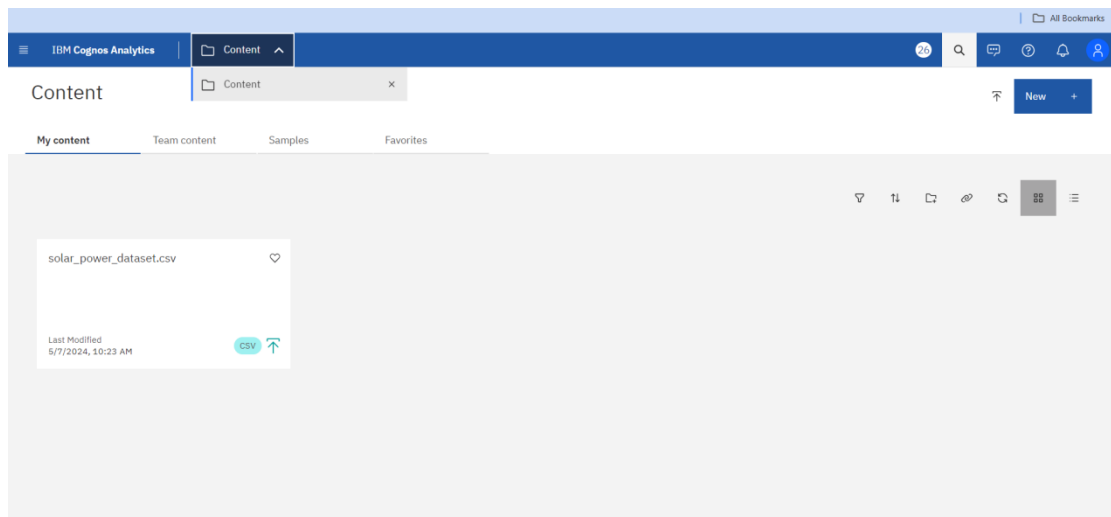 All Bookmarks
IBM Cognos Analytics Content 26
Content ×
Content New +
My content Team content Samples Favorites
solar_power_dataset.csv
Last Modified
5/7/2024, 10:23 AM CSV